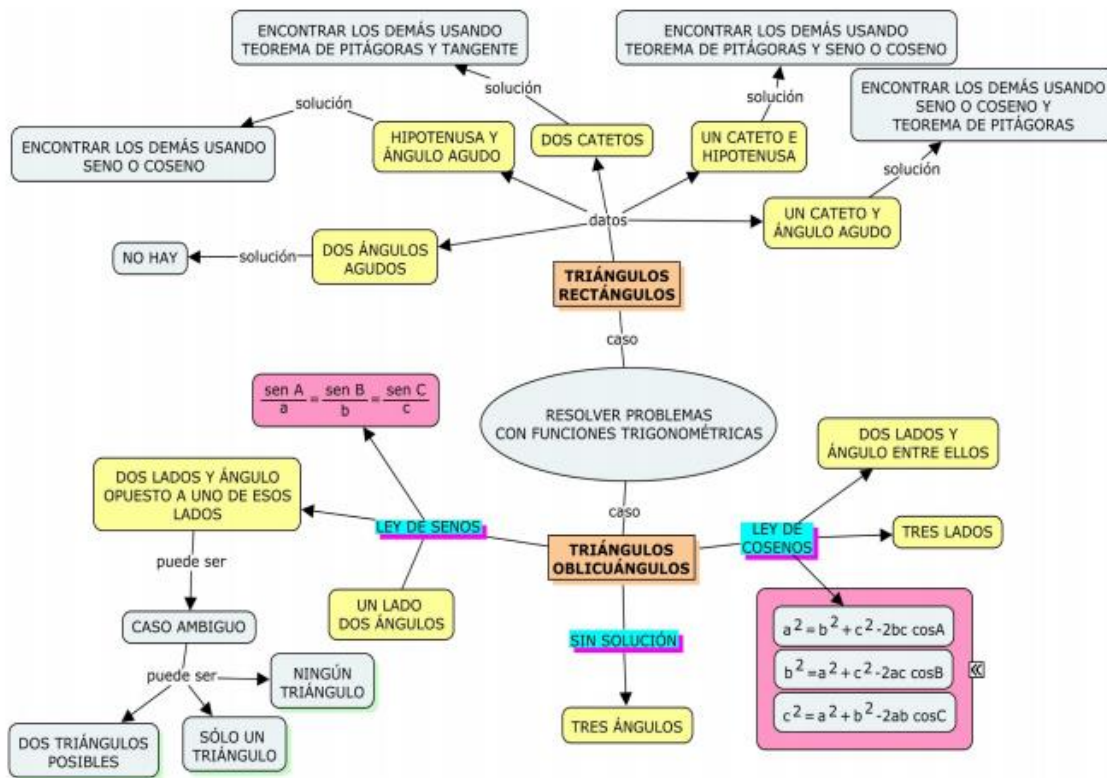 ENCONTRAR LOS DEMÁS USANDO
TEOREMA DE PITÁGORAS Y TANGENTE
ENCONTRAR LOS DEMÁS USANDO
TEOREMA DE PITÁGORAS Y SENO O COSENO
ENCONTRAR LOS DEMÁS USANDO
SENO O COSENO Y
TEOREMA DE PITÁGORAS
solución
solución
solución
solución
ENCONTRAR LOS DEMÁS USANDO
SENO O COSENO
HIPOTENUSA Y
ÁNGULO AGUDO
DOS CATETOS
UN CATETO E
HIPOTENUSA
UN CATETO Y
ÁNGULO AGUDO
datos
NO HAY
solución
DOS ÁNGULOS
AGUDOS
TRIÁNGULOS
RECTÁNGULOS
caso
RESOLVER PROBLEMAS
CON FUNCIONES TRIGONOMÉTRICAS
caso
TRIÁNGULOS
OBLICUÁNGULOS
sen A / a = sen B / b = sen C / c
LEY DE SENOS
DOS LADOS Y ÁNGULO
OPUESTO A UNO DE ESOS
LADOS
puede ser
CASO AMBIGUO
puede ser
NINGÚN
TRIÁNGULO
SÓLO UN
TRIÁNGULO
DOS TRIÁNGULOS
POSIBLES
UN LADO
DOS ÁNGULOS
SIN SOLUCIÓN
TRES ÁNGULOS
LEY DE
COSENOS
DOS LADOS Y
ÁNGULO ENTRE ELLOS
TRES LADOS
a² = b² + c² -2bc cosA
b² =a² + c² -2ac cosB
c² = a² + b² -2ab cosC